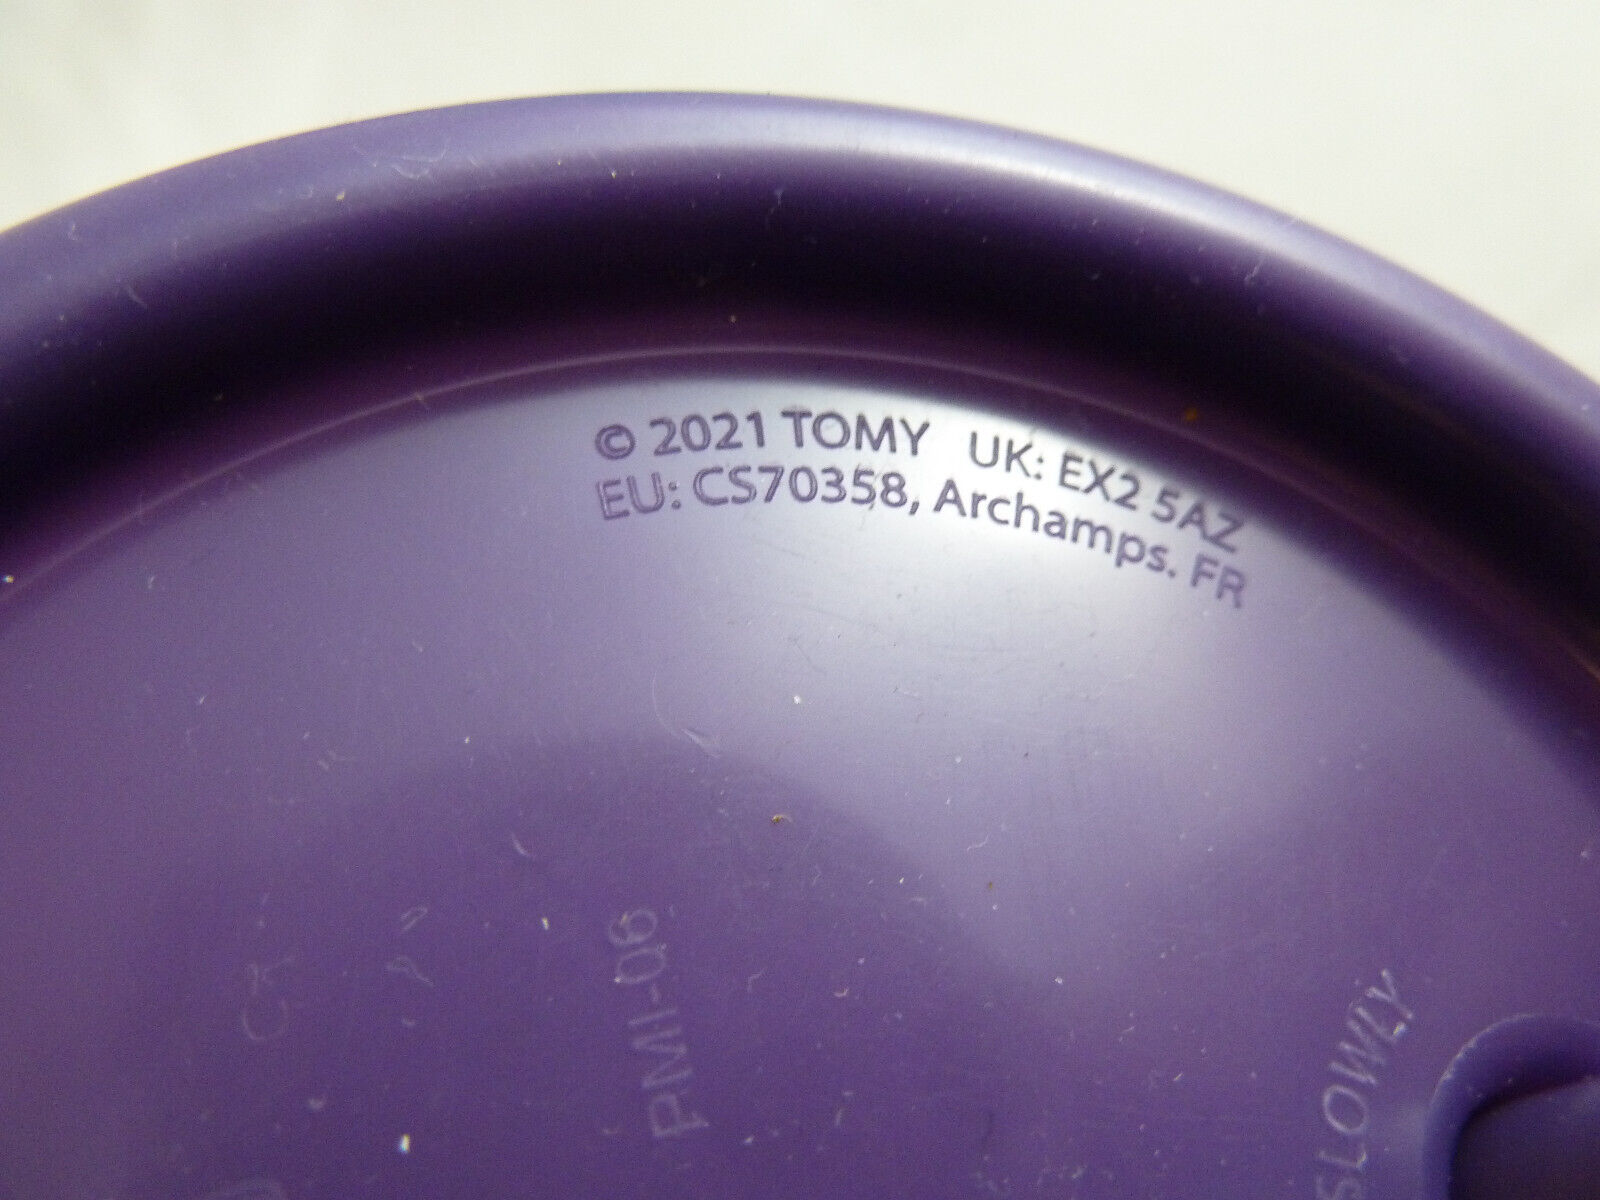 © 2021 TOMY UK: EX2 5AZ
EU: CS70358, Archamps. FR
PMI-06
SLOWLY